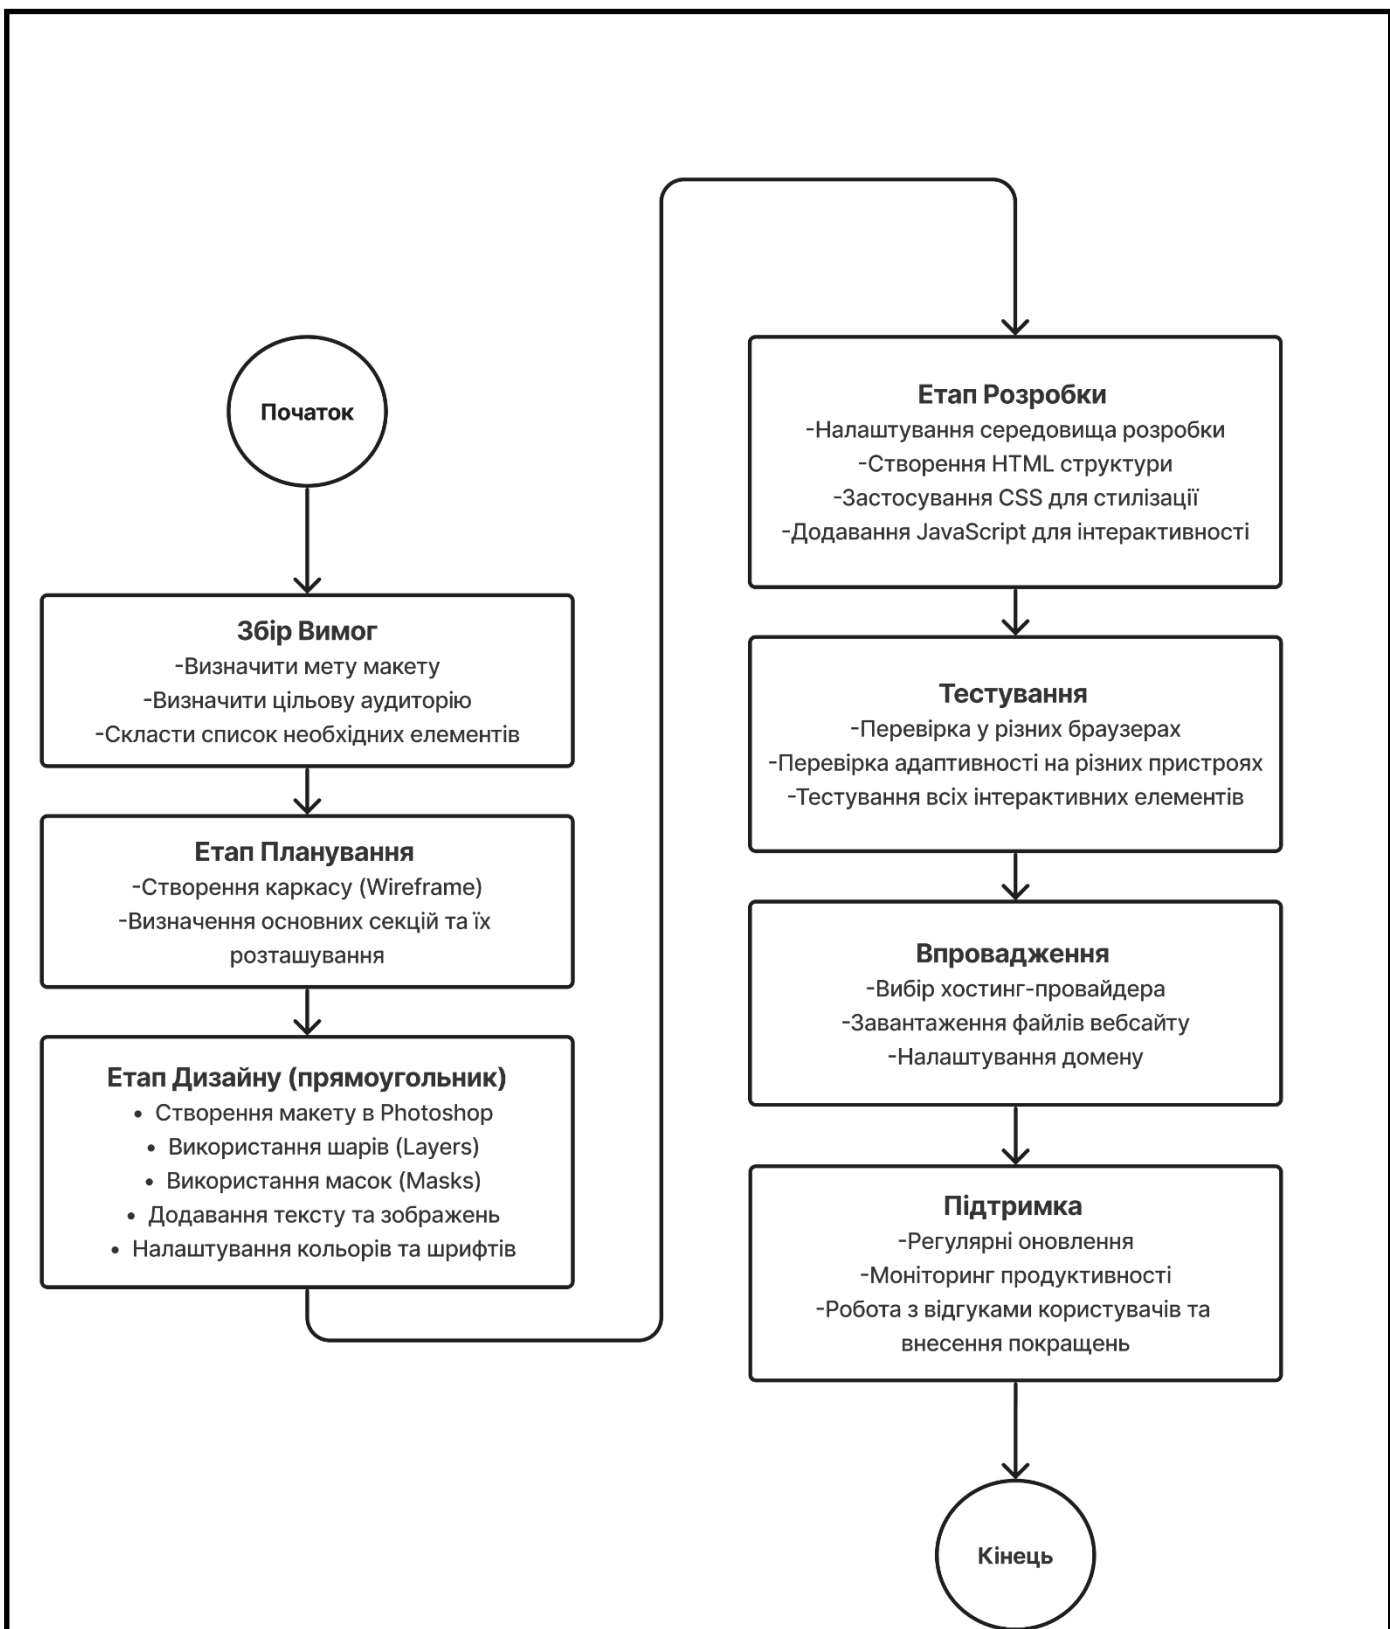 Початок
Збір Вимог
-Визначити мету макету
-Визначити цільову аудиторію
-Скласти список необхідних елементів
Етап Планування
-Створення каркасу (Wireframe)
-Визначення основних секцій та їх
розташування
Етап Дизайну (прямоугольник)
• Створення макету в Photoshop
• Використання шарів (Layers)
• Використання масок (Masks)
• Додавання тексту та зображень
• Налаштування кольорів та шрифтів
Етап Розробки
-Налаштування середовища розробки
-Створення HTML структури
-Застосування CSS для стилізації
-Додавання JavaScript для інтерактивності
Тестування
-Перевірка у різних браузерах
-Перевірка адаптивності на різних пристроях
-Тестування всіх інтерактивних елементів
Впровадження
-Вибір хостинг-провайдера
-Завантаження файлів вебсайту
-Налаштування домену
Підтримка
-Регулярні оновлення
-Моніторинг продуктивності
-Робота з відгуками користувачів та
внесення покращень
Кінець